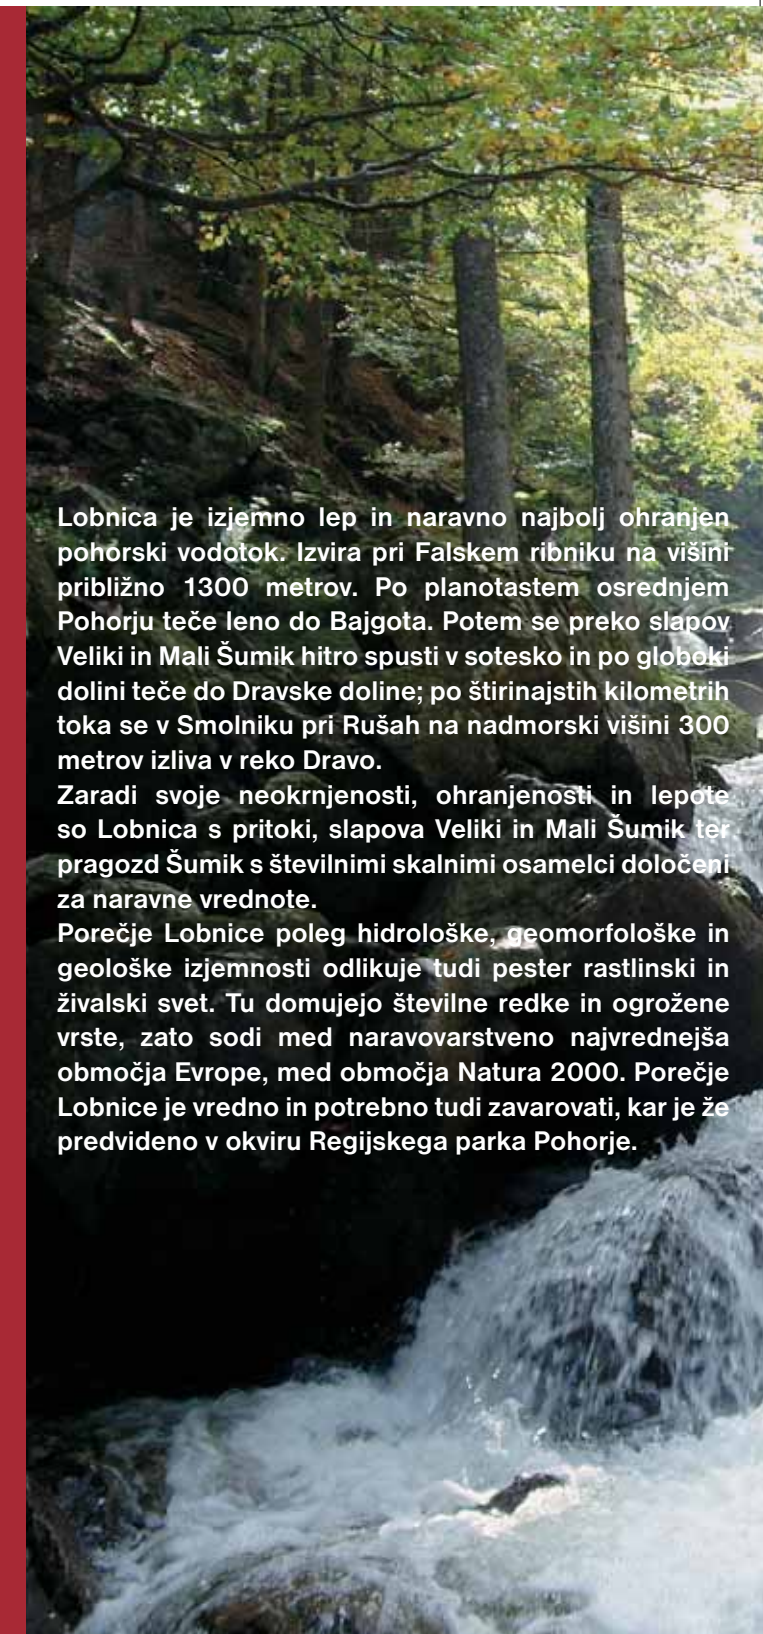 Lobnica je izjemno lep in naravno najbolj ohranjen
pohorski vodotok. Izvira pri Falskem ribniku na višini
približno 1300 metrov. Po planotastem osrednjem
Pohorju teče leno do Bajgota. Potem se preko slapov
Veliki in Mali Šumik hitro spusti v sotesko in po globoki
dolini teče do Dravske doline; po štirinajstih kilometrih
toka se v Smolniku pri Rušah na nadmorski višini 300
metrov izliva v reko Dravo.
Zaradi svoje neokrnjenosti, ohranjenosti in lepote
so Lobnica s pritoki, slapova Veliki in Mali Šumik ter
pragozd Šumik s številnimi skalnimi osamelci določeni
za naravne vrednote.
Porečje Lobnice poleg hidrološke, geomorfološke in
geološke izjemnosti odlikuje tudi pester rastlinski in
živalski svet. Tu domujejo številne redke in ogrožene
vrste, zato sodi med naravovarstveno najvrednejša
območja Evrope, med območja Natura 2000. Porečje
Lobnice je vredno in potrebno tudi zavarovati, kar je že
predvideno v okviru Regijskega parka Pohorje.